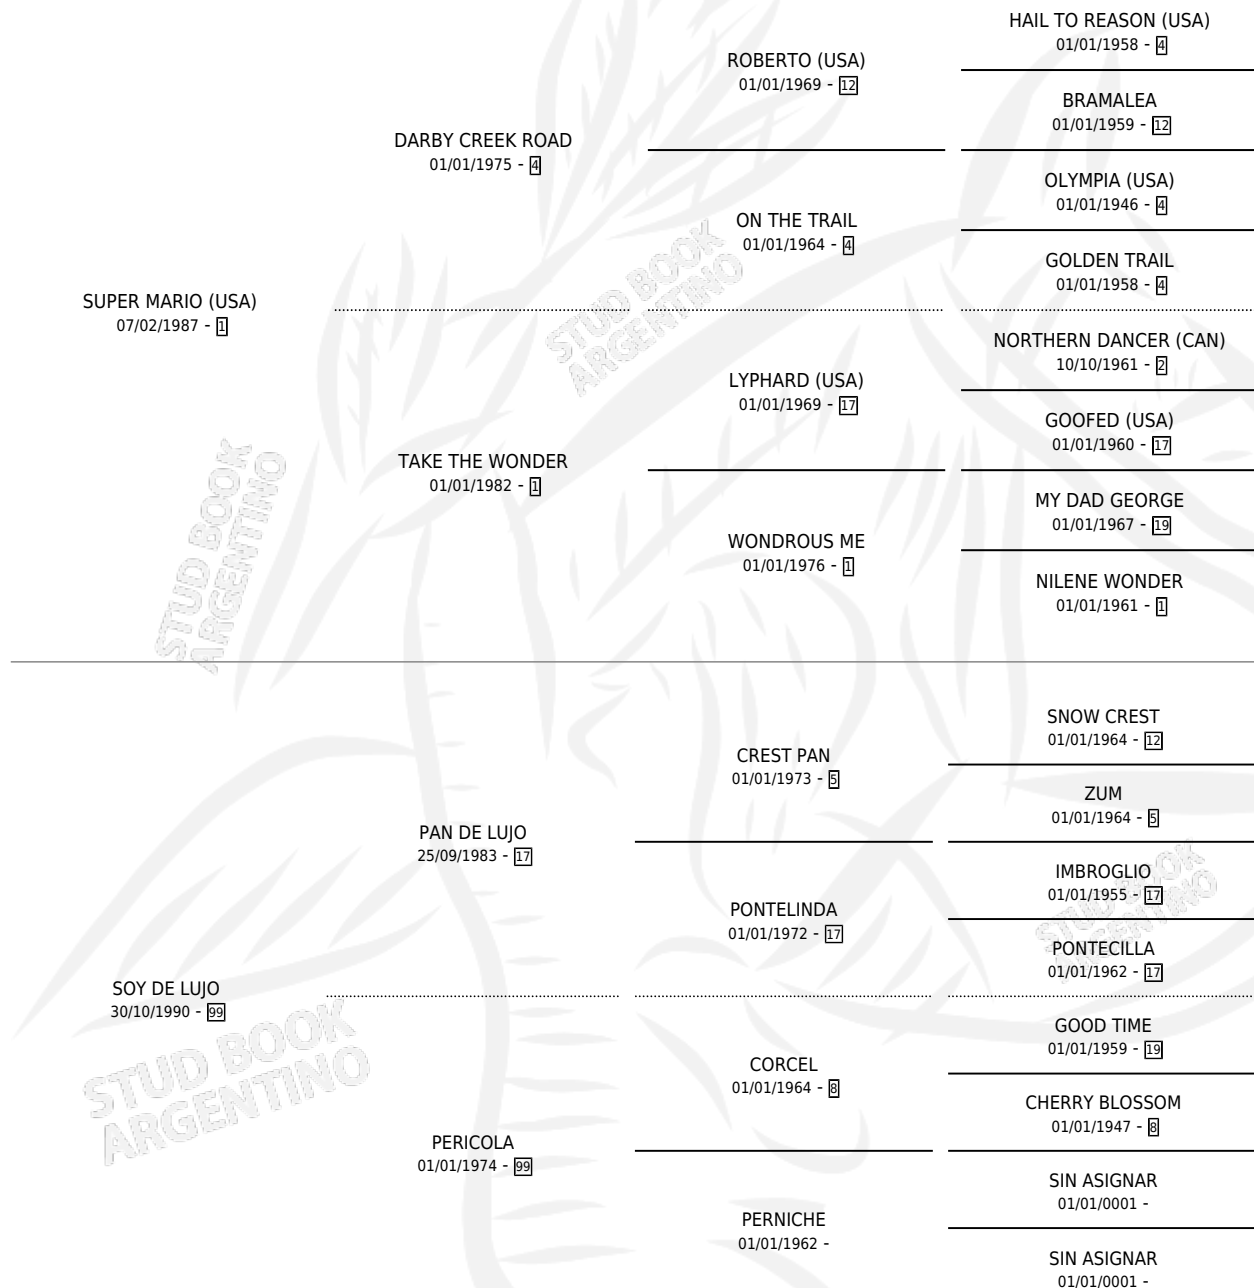 HAIL TO REASON (USA)
01/01/1958 - 4
ROBERTO (USA)
01/01/1969 - 12
BRAMALEA
01/01/1959 - 12
DARBY CREEK ROAD
01/01/1975 - 4
OLYMPIA (USA)
01/01/1946 - 4
ON THE TRAIL
01/01/1964 - 4
GOLDEN TRAIL
01/01/1958 - 4
SUPER MARIO (USA)
07/02/1987 - 1
NORTHERN DANCER (CAN)
10/10/1961 - 2
LYPHARD (USA)
01/01/1969 - 17
GOOFED (USA)
01/01/1960 - 17
TAKE THE WONDER
01/01/1982 - 1
MY DAD GEORGE
01/01/1967 - 19
WONDROUS ME
01/01/1976 - 1
NILENE WONDER
01/01/1961 - 1
SNOW CREST
01/01/1964 - 12
CREST PAN
01/01/1973 - 5
ZUM
01/01/1964 - 5
PAN DE LUJO
25/09/1983 - 17
IMBROGLIO
01/01/1955 - 17
PONTELINDA
01/01/1972 - 17
PONTECILLA
01/01/1962 - 17
SOY DE LUJO
30/10/1990 - 99
GOOD TIME
01/01/1959 - 19
CORCEL
01/01/1964 - 8
CHERRY BLOSSOM
01/01/1947 - 8
PERICOLA
01/01/1974 - 99
SIN ASIGNAR
01/01/0001 -
PERNICHE
01/01/1962 -
SIN ASIGNAR
01/01/0001 -
STUD BOOK
ARGENTINO
STUD BOOK
ARGENTINO
STUD BOOK
ARGENTINO
STUD BOOK
ARGENTINO